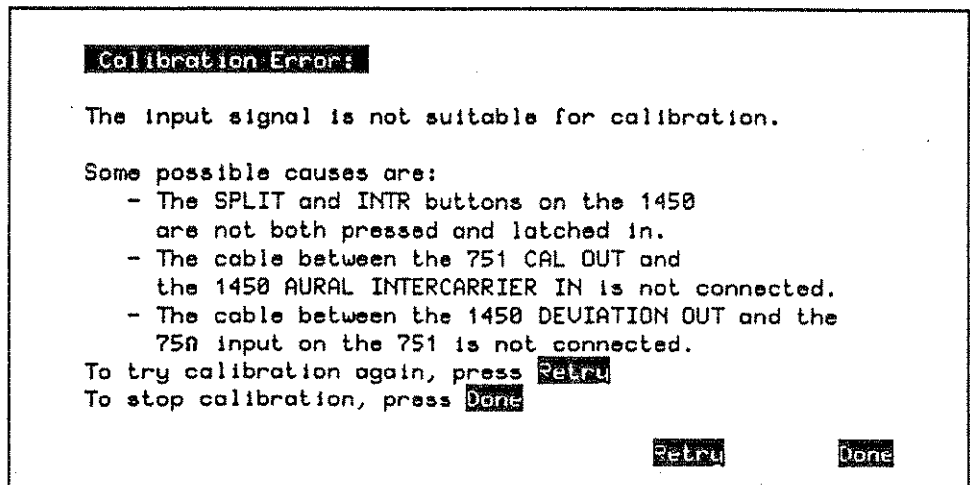 Calibration Error:
The input signal is not suitable for calibration.
Some possible causes are:
- The SPLIT and INTR buttons on the 1450
are not both pressed and latched in.
- The cable between the 751 CAL OUT and
the 1450 AURAL INTERCARRIER IN is not connected.
- The cable between the 1450 DEVIATION OUT and the
75Ω input on the 751 is not connected.
To try calibration again, press Retry
To stop calibration, press Done
Retry Done